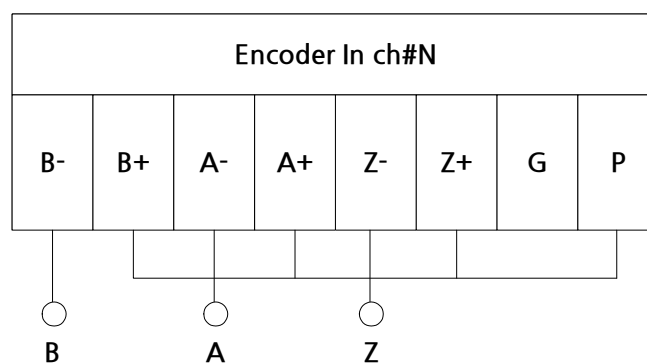 Encoder In ch#N
B- B+ A- A+ Z- Z+ G P
B A Z